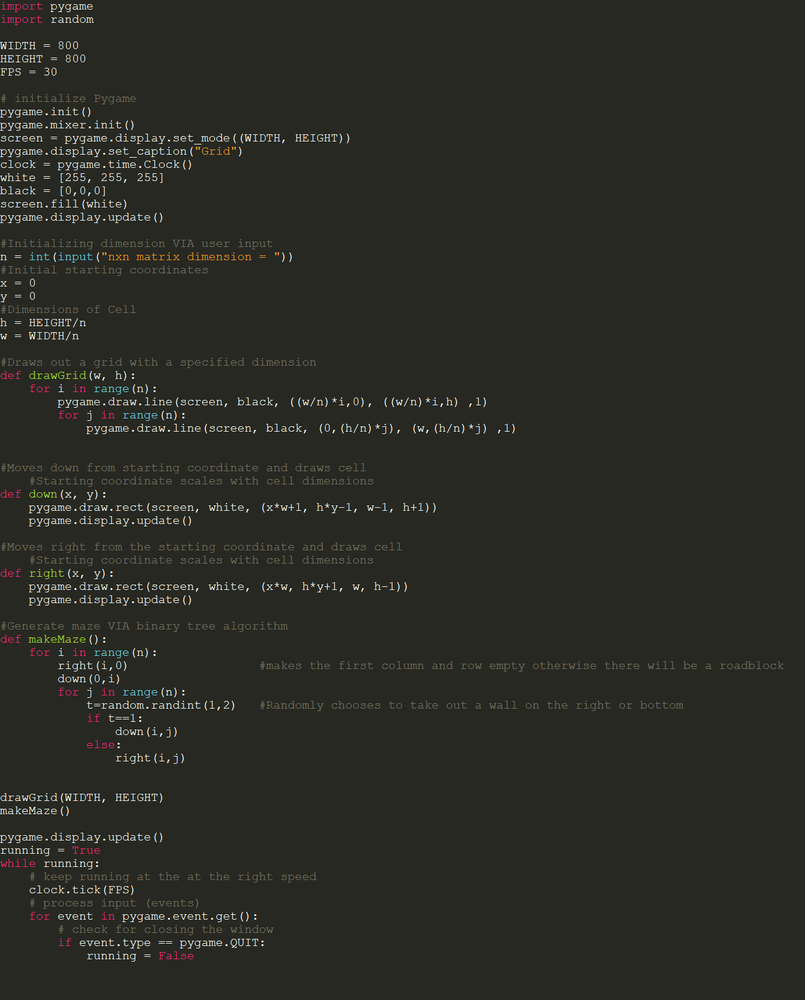 import pygame
import random

WIDTH = 800
HEIGHT = 800
FPS = 30

# initialize Pygame
pygame.init()
pygame.mixer.init()
screen = pygame.display.set_mode((WIDTH, HEIGHT))
pygame.display.set_caption("Grid")
clock = pygame.time.Clock()
white = [255, 255, 255]
black = [0,0,0]
screen.fill(white)
pygame.display.update()

#Initializing dimension VIA user input
n = int(input("nxn matrix dimension = "))
#Initial starting coordinates
x = 0
y = 0
#Dimensions of Cell
h = HEIGHT/n
w = WIDTH/n

#Draws out a grid with a specified dimension
def drawGrid(w, h):
    for i in range(n):
        pygame.draw.line(screen, black, ((w/n)*i,0), ((w/n)*i,h) ,1)
        for j in range(n):
            pygame.draw.line(screen, black, (0,(h/n)*j), (w,(h/n)*j) ,1)


#Moves down from starting coordinate and draws cell
    #Starting coordinate scales with cell dimensions
def down(x, y):
    pygame.draw.rect(screen, white, (x*w+1, h*y-1, w-1, h+1))
    pygame.display.update()

#Moves right from the starting coordinate and draws cell
    #Starting coordinate scales with cell dimensions
def right(x, y):
    pygame.draw.rect(screen, white, (x*w, h*y+1, w, h-1))
    pygame.display.update()

#Generate maze VIA binary tree algorithm
def makeMaze():
    for i in range(n):
        right(i,0)                  #makes the first column and row empty otherwise there will be a roadblock
        down(0,i)
        for j in range(n):
            t=random.randint(1,2)   #Randomly chooses to take out a wall on the right or bottom
            if t==1:
                down(i,j)
            else:
                right(i,j)


drawGrid(WIDTH, HEIGHT)
makeMaze()

pygame.display.update()
running = True
while running:
    # keep running at the at the right speed
    clock.tick(FPS)
    # process input (events)
    for event in pygame.event.get():
        # check for closing the window
        if event.type == pygame.QUIT:
            running = False